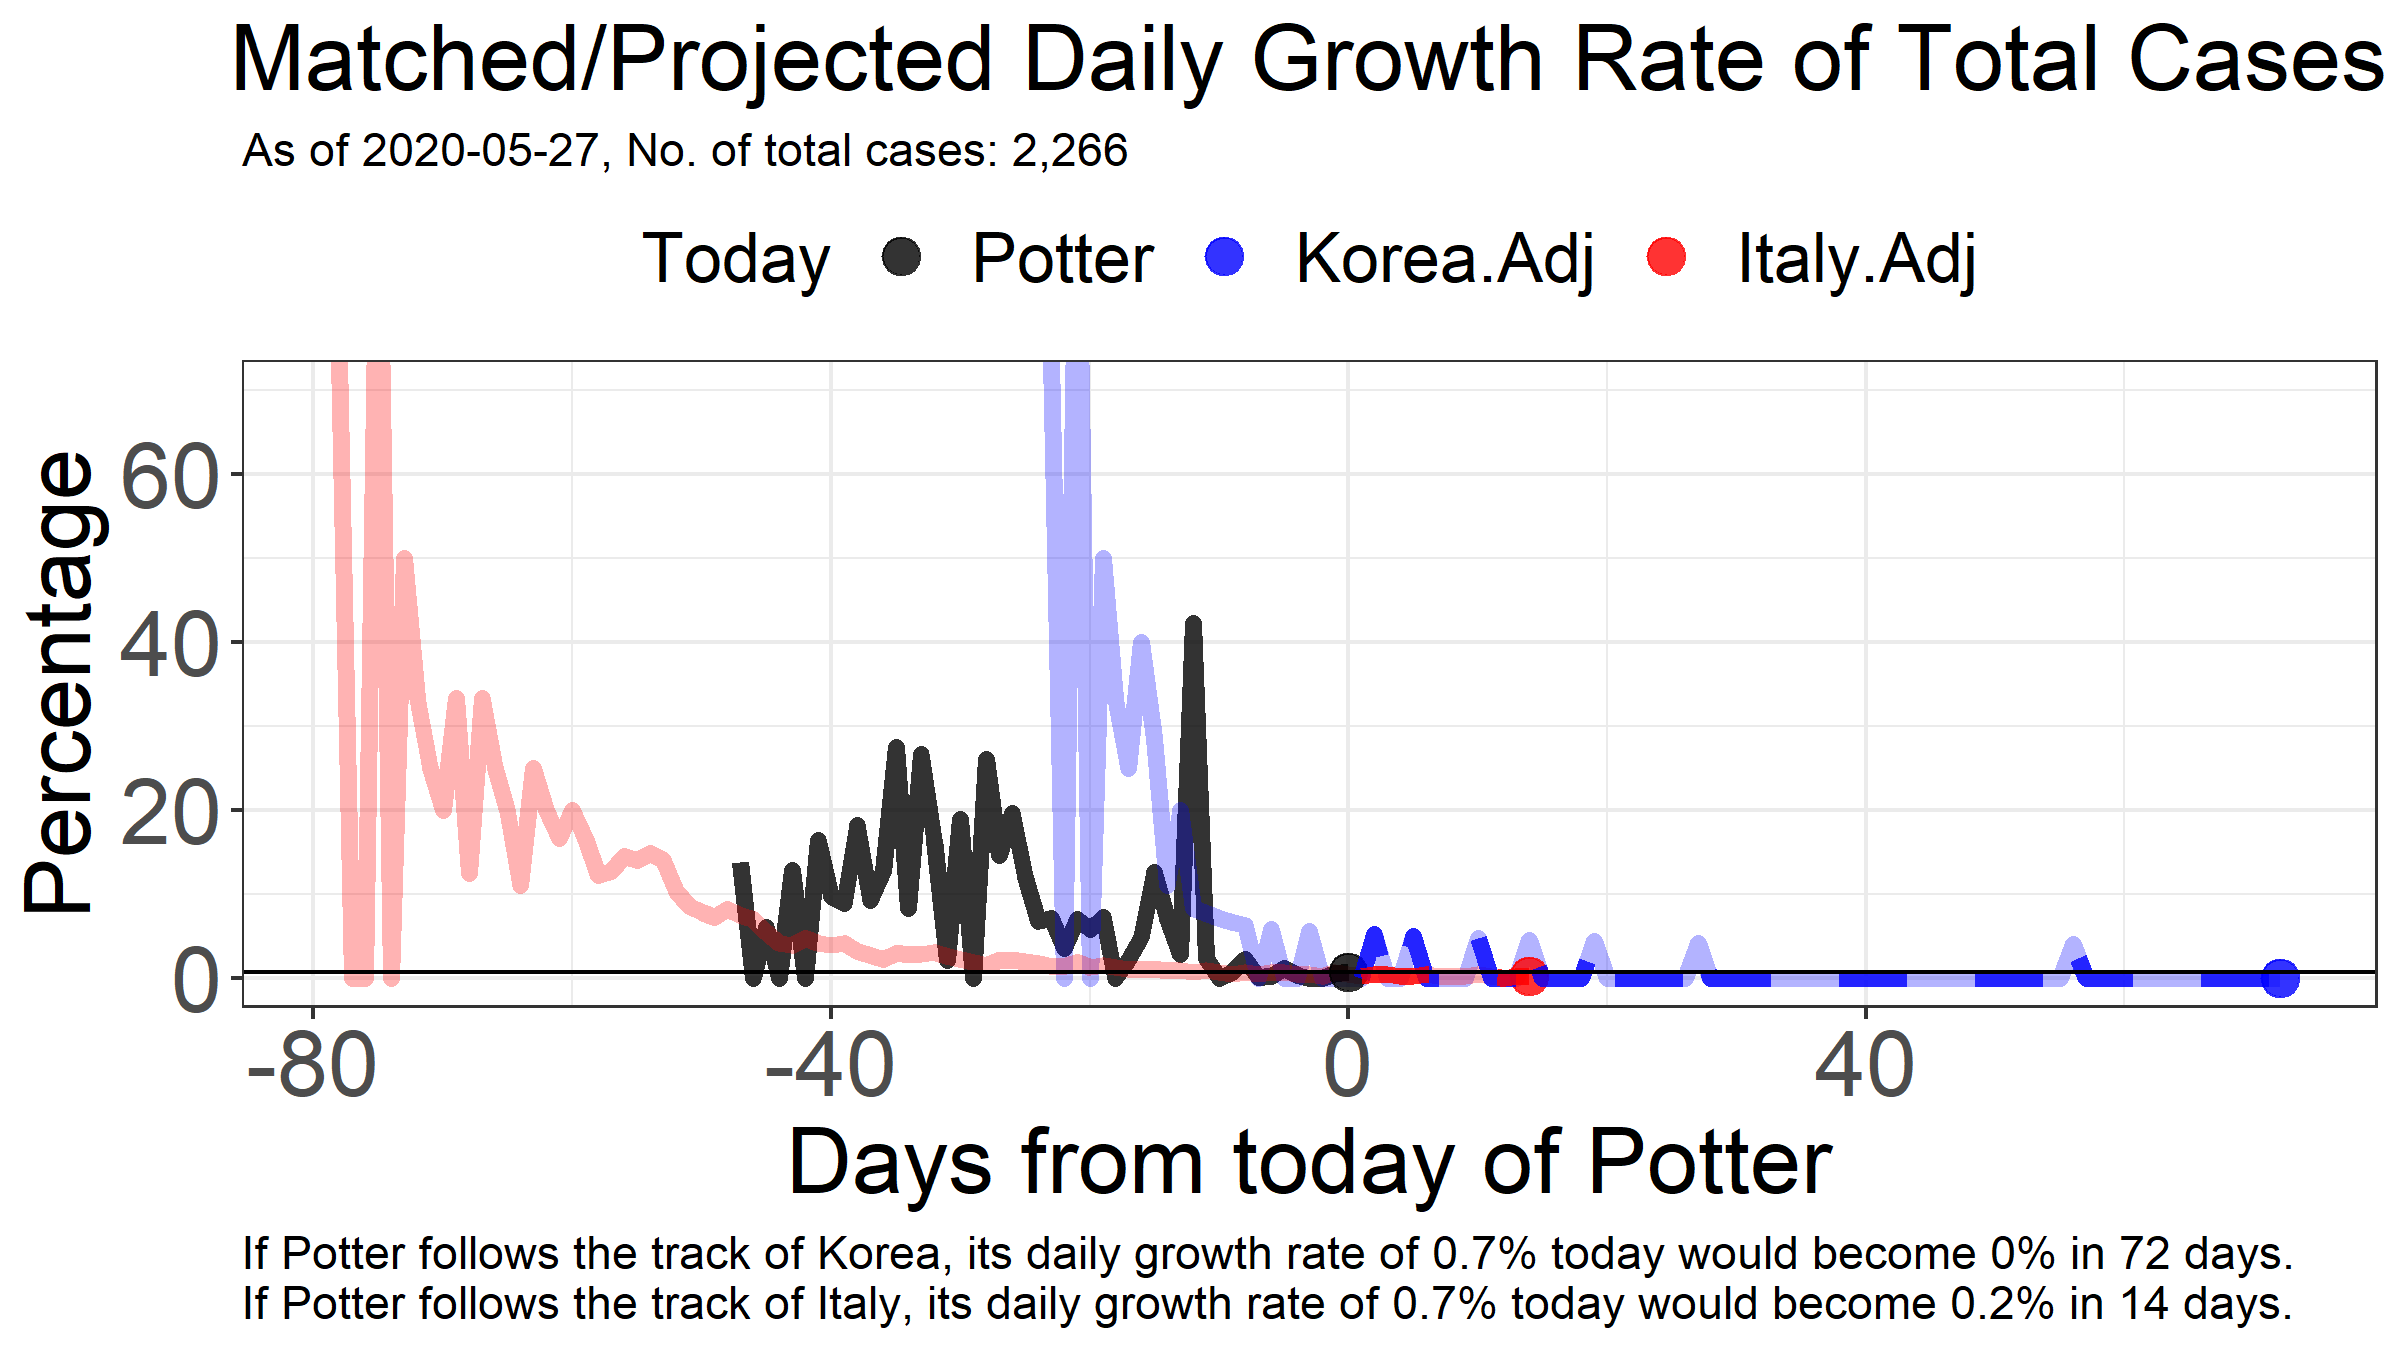 Matched/Projected Daily Growth Rate of Total Cases
As of 2020-05-27, No. of total cases: 2,266
Today Potter Korea.Adj Italy.Adj
Percentage
60
40
20
0
-80 -40 0 40
Days from today of Potter
If Potter follows the track of Korea, its daily growth rate of 0.7% today would become 0% in 72 days.
If Potter follows the track of Italy, its daily growth rate of 0.7% today would become 0.2% in 14 days.